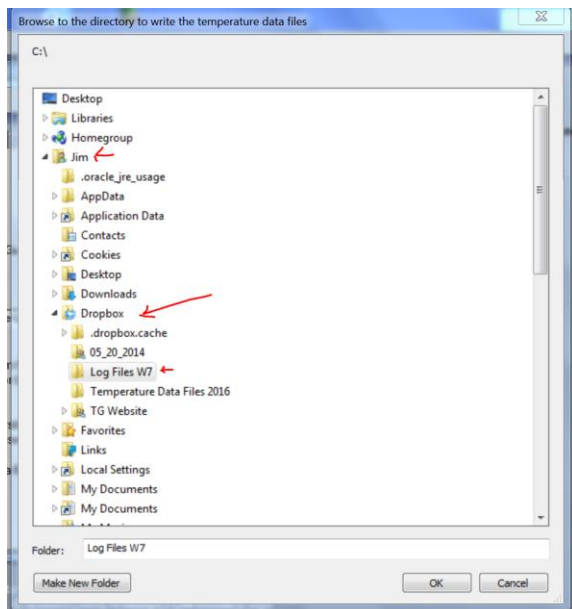 Browse to the directory to write the temperature data files
C:\
Desktop
Libraries
Homegroup
Jim
.oracle_jre_usage
AppData
Application Data
Contacts
Cookies
Desktop
Downloads
Dropbox
.dropbox.cache
05_20_2014
Log Files W7
Temperature Data Files 2016
TG Website
Favorites
Links
Local Settings
My Documents
My Documents
Folder: Log Files W7
Make New Folder OK Cancel